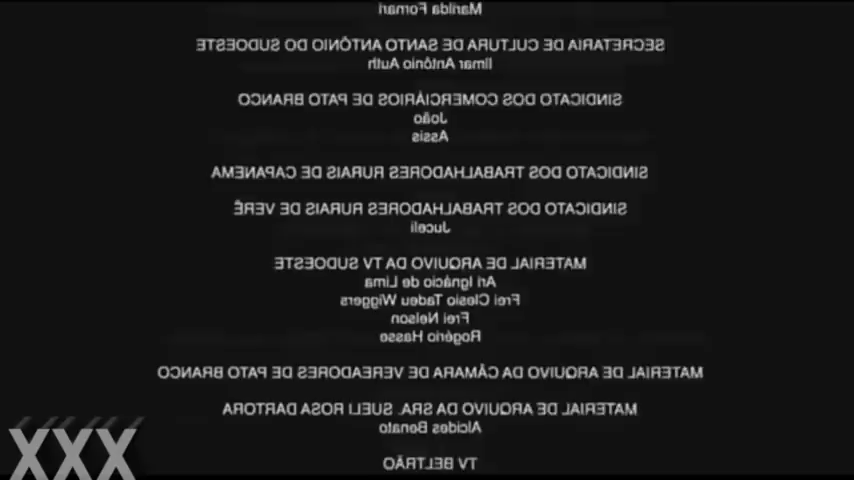 Marilda Fornari
SECRETARIA DE CULTURA DE SANTO ANTÔNIO DO SUDOESTE
Ilmar Antônio Auth
SINDICATO DOS COMERCIÁRIOS DE PATO BRANCO
João
Assis
SINDICATO DOS TRABALHADORES RURAIS DE CAPANEMA
SINDICATO DOS TRABALHADORES RURAIS DE VERÊ
Juceli
MATERIAL DE ARQUIVO DA TV SUDOESTE
Ari Ignácio de Lima
Frei Clesio Tadeu Wiggers
Frei Nelson
Rogério Hasse
MATERIAL DE ARQUIVO DA CÂMARA DE VEREADORES DE PATO BRANCO
MATERIAL DE ARQUIVO DA SRA. SUELI ROSA DARTORA
Alcides Benato
TV BELTRÃO
XXX